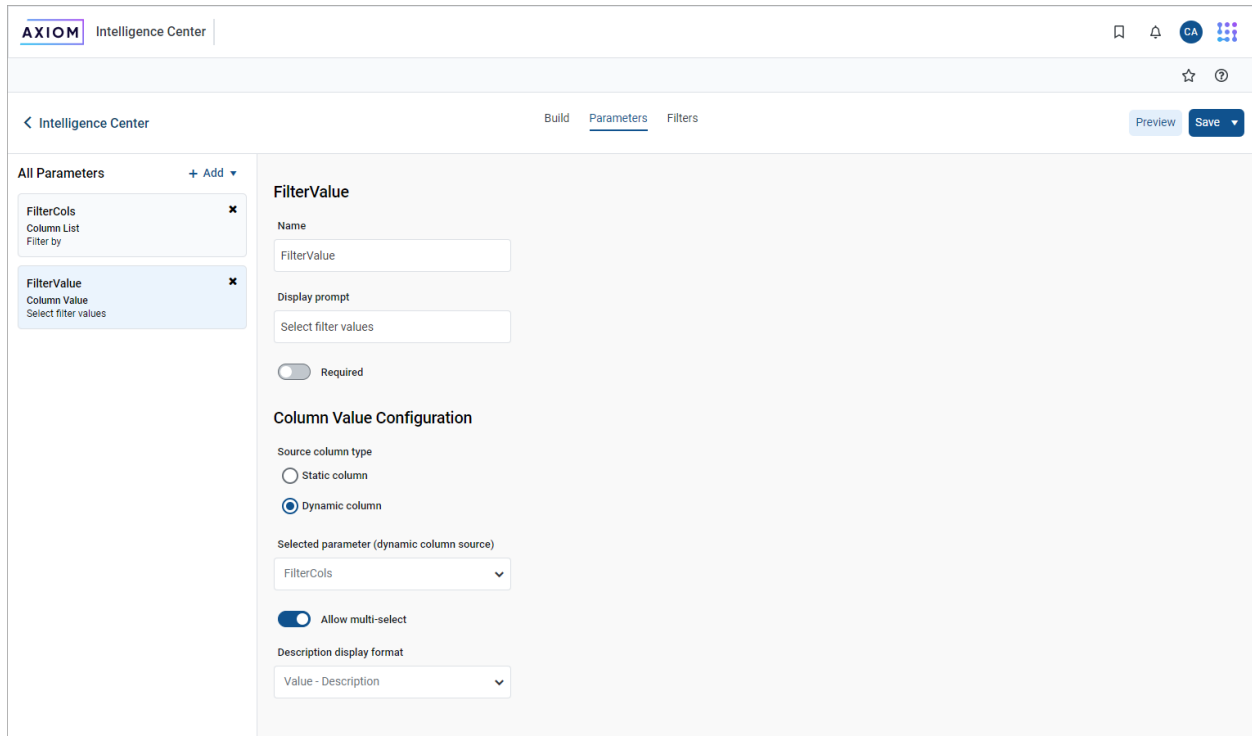 AXIOM Intelligence Center
CA
Intelligence Center
Build Parameters Filters
Preview Save
All Parameters + Add
FilterCols
Column List
Filter by
FilterValue
Column Value
Select filter values
FilterValue
Name
FilterValue
Display prompt
Select filter values
Required
Column Value Configuration
Source column type
Static column
Dynamic column
Selected parameter (dynamic column source)
FilterCols
Allow multi-select
Description display format
Value - Description